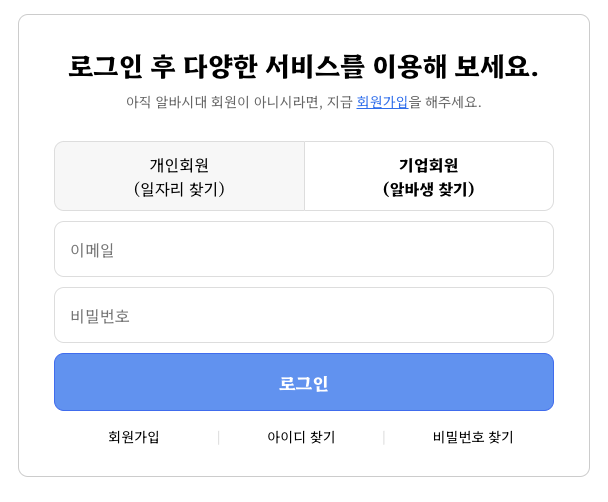 로그인 후 다양한 서비스를 이용해 보세요.
아직 알바시대 회원이 아니시라면, 지금 회원가입을 해주세요.
개인회원
(일자리 찾기)
기업회원
(알바생 찾기)
이메일
비밀번호
로그인
회원가입
아이디 찾기
비밀번호 찾기